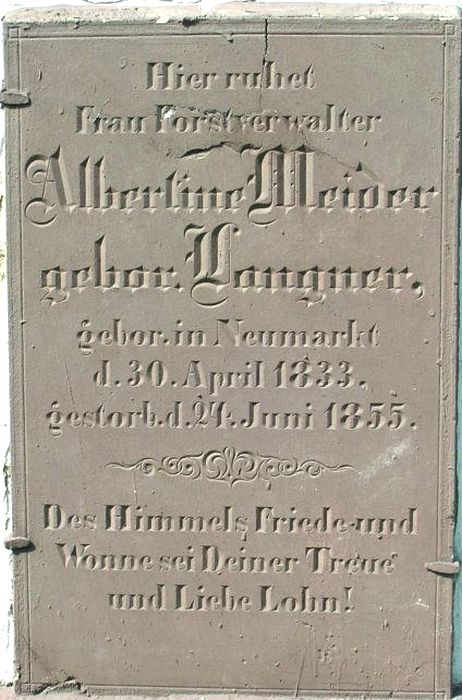 Hier ruhet
Frau Forstverwalter
Albertine Meider
gebor. Langner,
gebor. in Neumarkt
d. 30. April 1833.
gestorb. d. 24. Juni 1855.
Des Himmels Friede und
Wonne sei Deiner Treue
und Liebe Lohn!